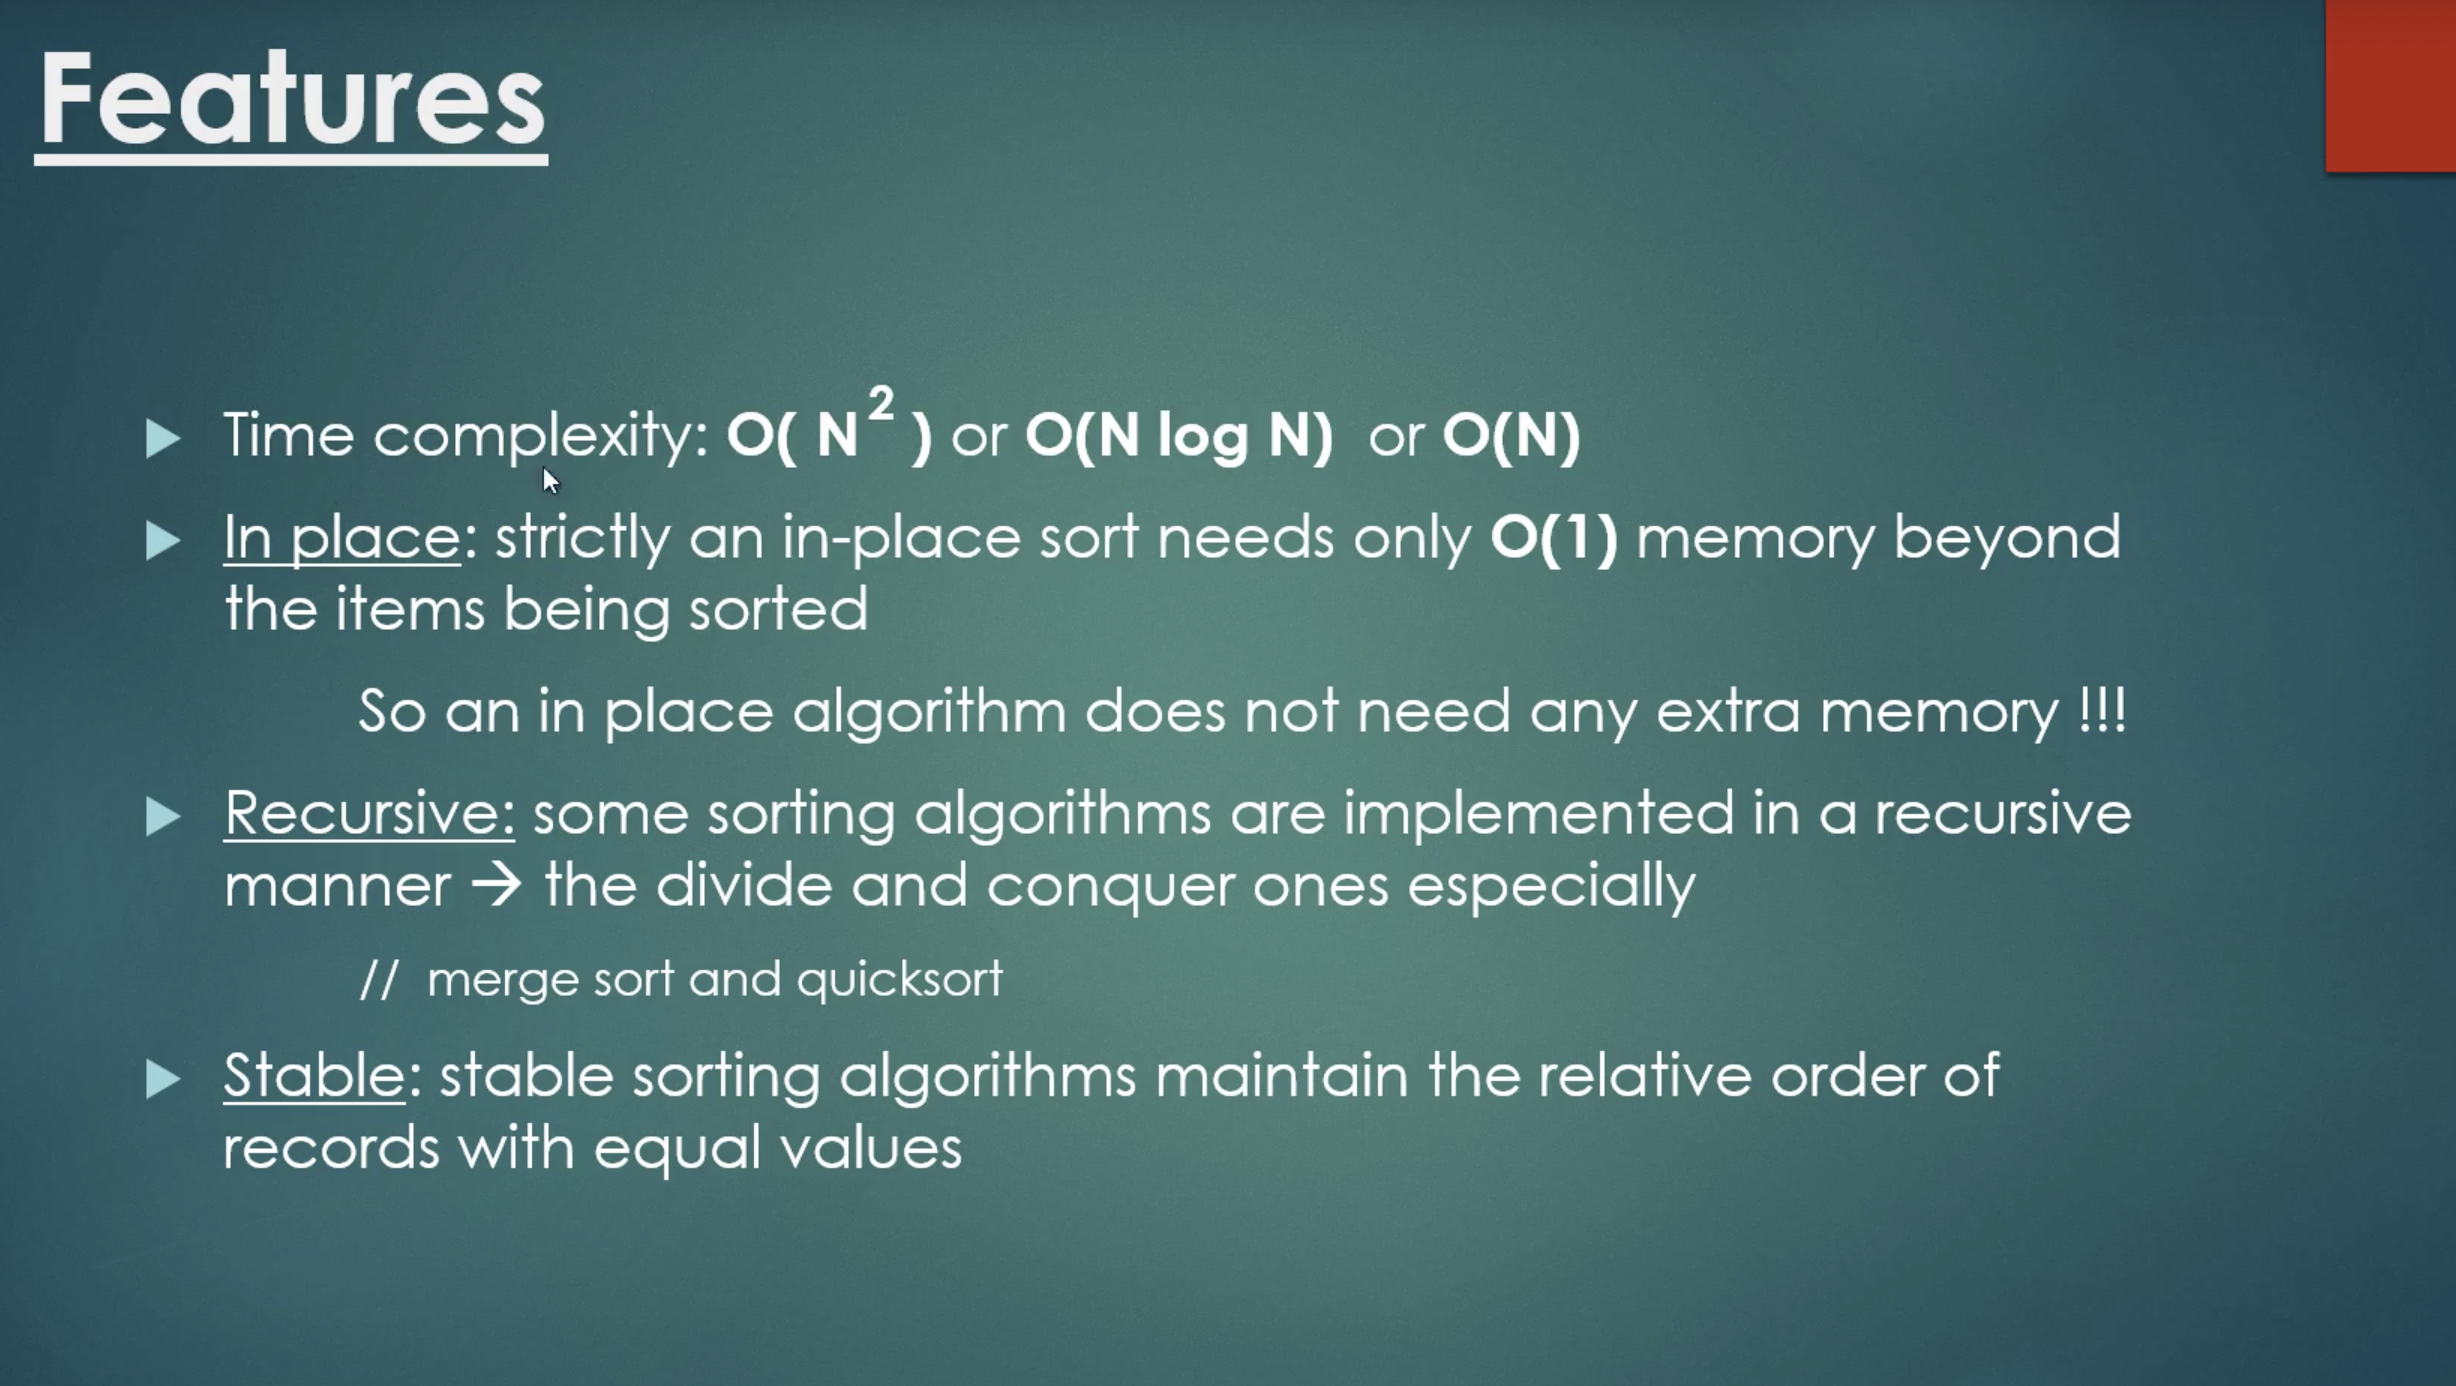 Features
Time complexity: O( N² ) or O(N log N) or O(N)
In place: strictly an in-place sort needs only O(1) memory beyond
the items being sorted
So an in place algorithm does not need any extra memory !!!
Recursive: some sorting algorithms are implemented in a recursive
manner → the divide and conquer ones especially
// merge sort and quicksort
Stable: stable sorting algorithms maintain the relative order of
records with equal values